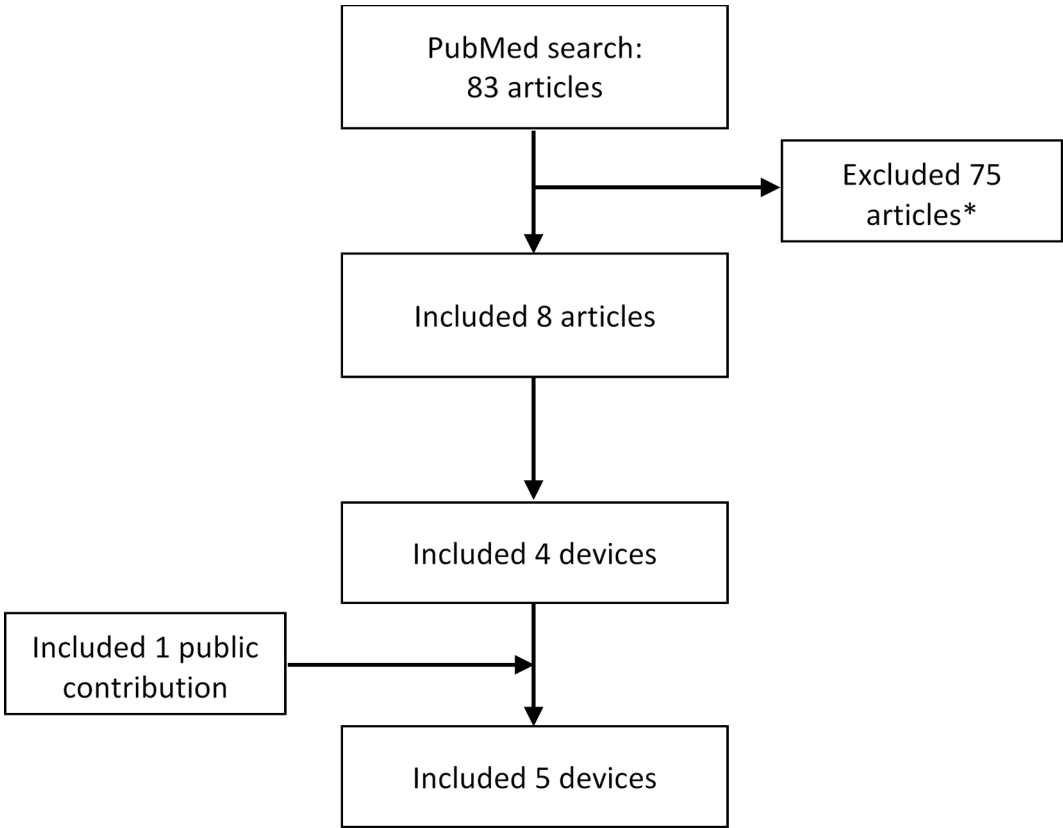 PubMed search:
83 articles
Excluded 75
articles*
Included 8 articles
Included 4 devices
Included 1 public
contribution
Included 5 devices